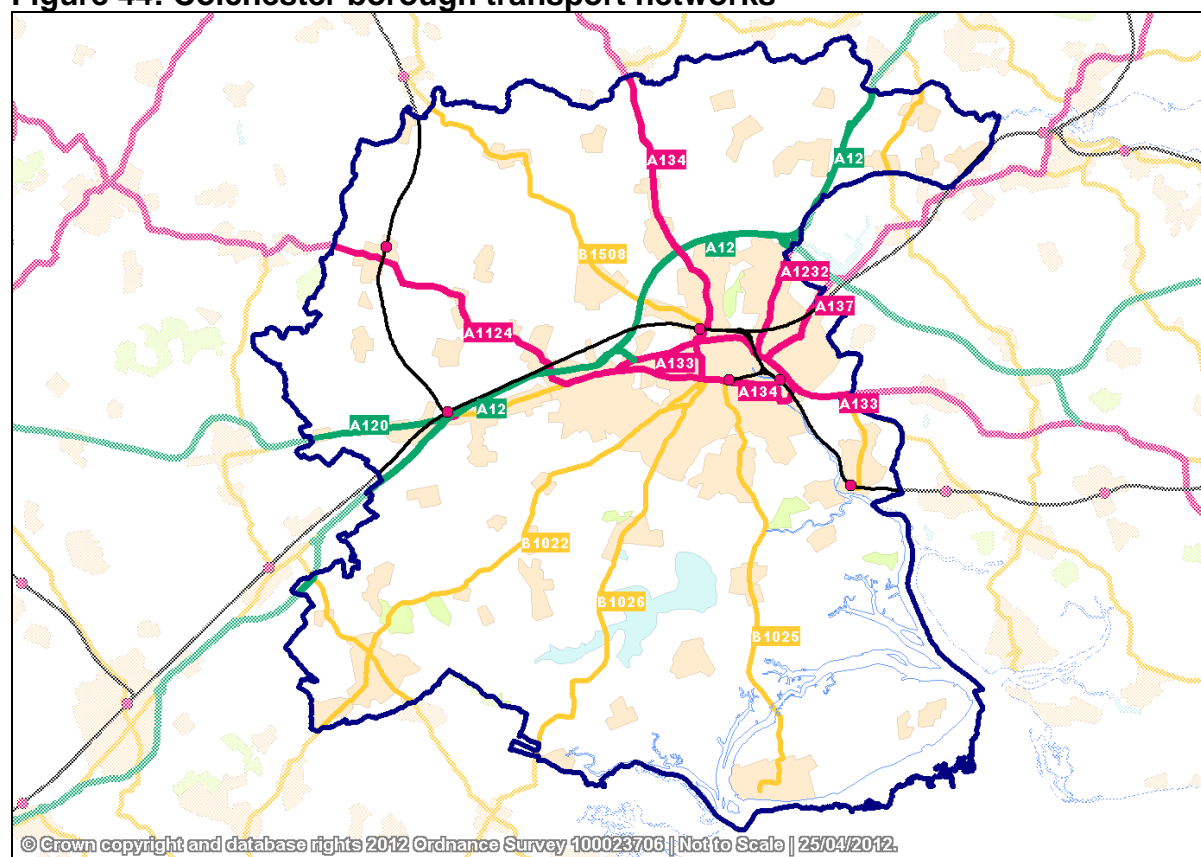 Figure 44: Colchester borough transport networks
A134
A12
B1508
A12
A1232
A137
A1124
A133
A134
A133
A12
A120
B1022
B1026
B1025
© Crown copyright and database rights 2012 Ordnance Survey 100023706 | Not to Scale | 25/04/2012.